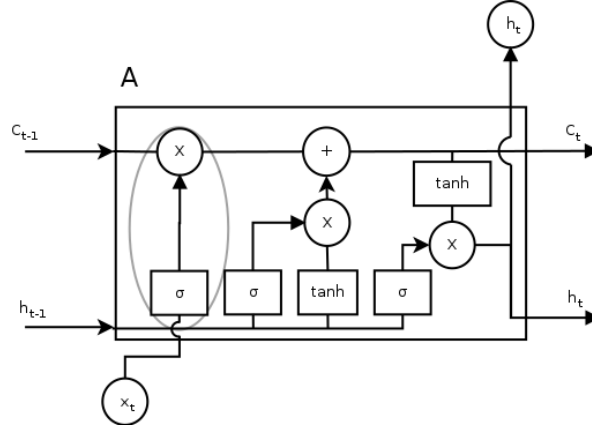 h_t
A
C_{t-1}
X
+
C_t
tanh
X
X
σ
σ
tanh
σ
h_{t-1}
h_t
x_t